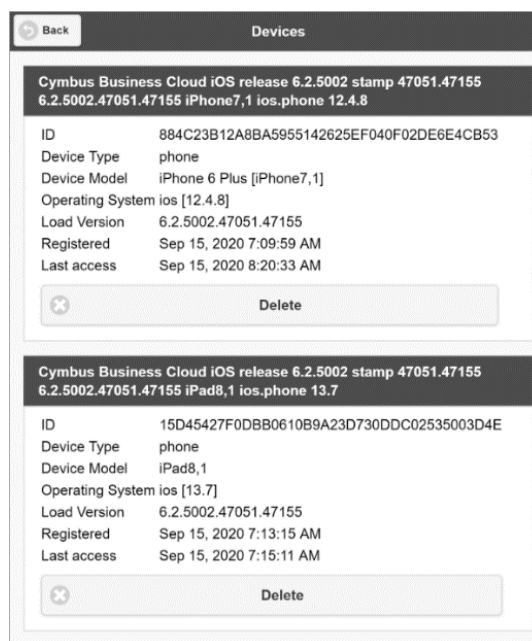 Back
Devices
Cymbus Business Cloud iOS release 6.2.5002 stamp 47051.47155
6.2.5002.47051.47155 iPhone7,1 ios.phone 12.4.8
ID 884C23B12A8BA5955142625EF040F02DE6E4CB53
Device Type phone
Device Model iPhone 6 Plus [iPhone7,1]
Operating System ios [12.4.8]
Load Version 6.2.5002.47051.47155
Registered Sep 15, 2020 7:09:59 AM
Last access Sep 15, 2020 8:20:33 AM
Delete
Cymbus Business Cloud iOS release 6.2.5002 stamp 47051.47155
6.2.5002.47051.47155 iPad8,1 ios.phone 13.7
ID 15D45427F0DBB0610B9A23D730DDC02535003D4E
Device Type phone
Device Model iPad8,1
Operating System ios [13.7]
Load Version 6.2.5002.47051.47155
Registered Sep 15, 2020 7:13:15 AM
Last access Sep 15, 2020 7:15:11 AM
Delete